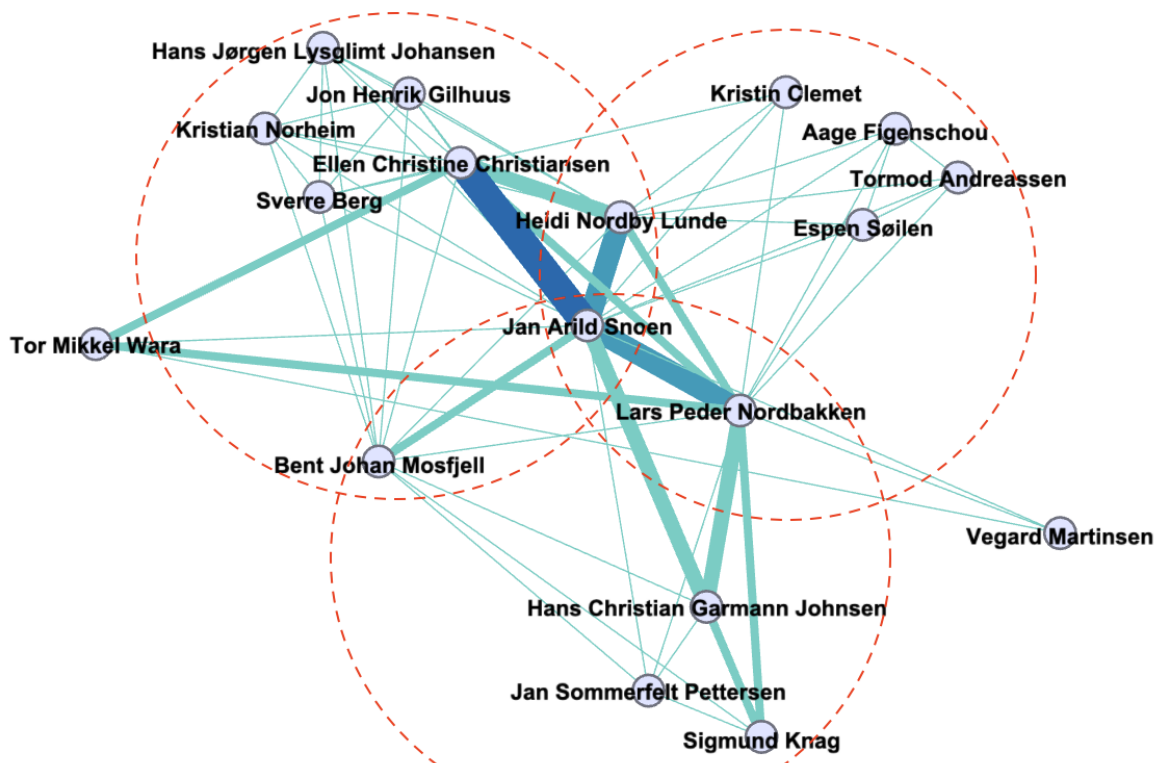 Hans Jørgen Lysglimt Johansen
Jon Henrik Gilhuus
Kristin Clemet
Kristian Norheim
Aage Figenschou
Ellen Christine Christiansen
Tormod Andreassen
Sverre Berg
Heidi Nordby Lunde
Espen Søilen
Jan Arild Snoen
Tor Mikkel Wara
Lars Peder Nordbakken
Bent Johan Mosfjell
Vegard Martinsen
Hans Christian Garmann Johnsen
Jan Sommerfelt Pettersen
Sigmund Knag